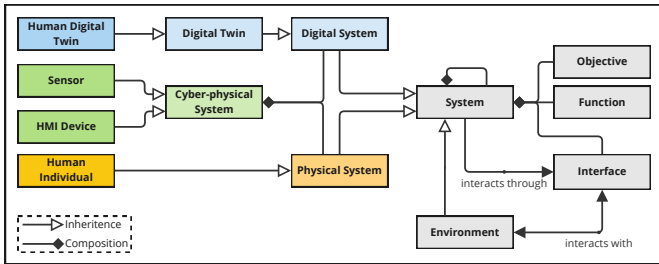 Human Digital
Twin
Digital Twin
Digital System
Sensor
Cyber-physical
System
HMI Device
System
Objective
Function
Human
Individual
Physical System
Interface
interacts through
Environment
interacts with
Inheritence
Composition